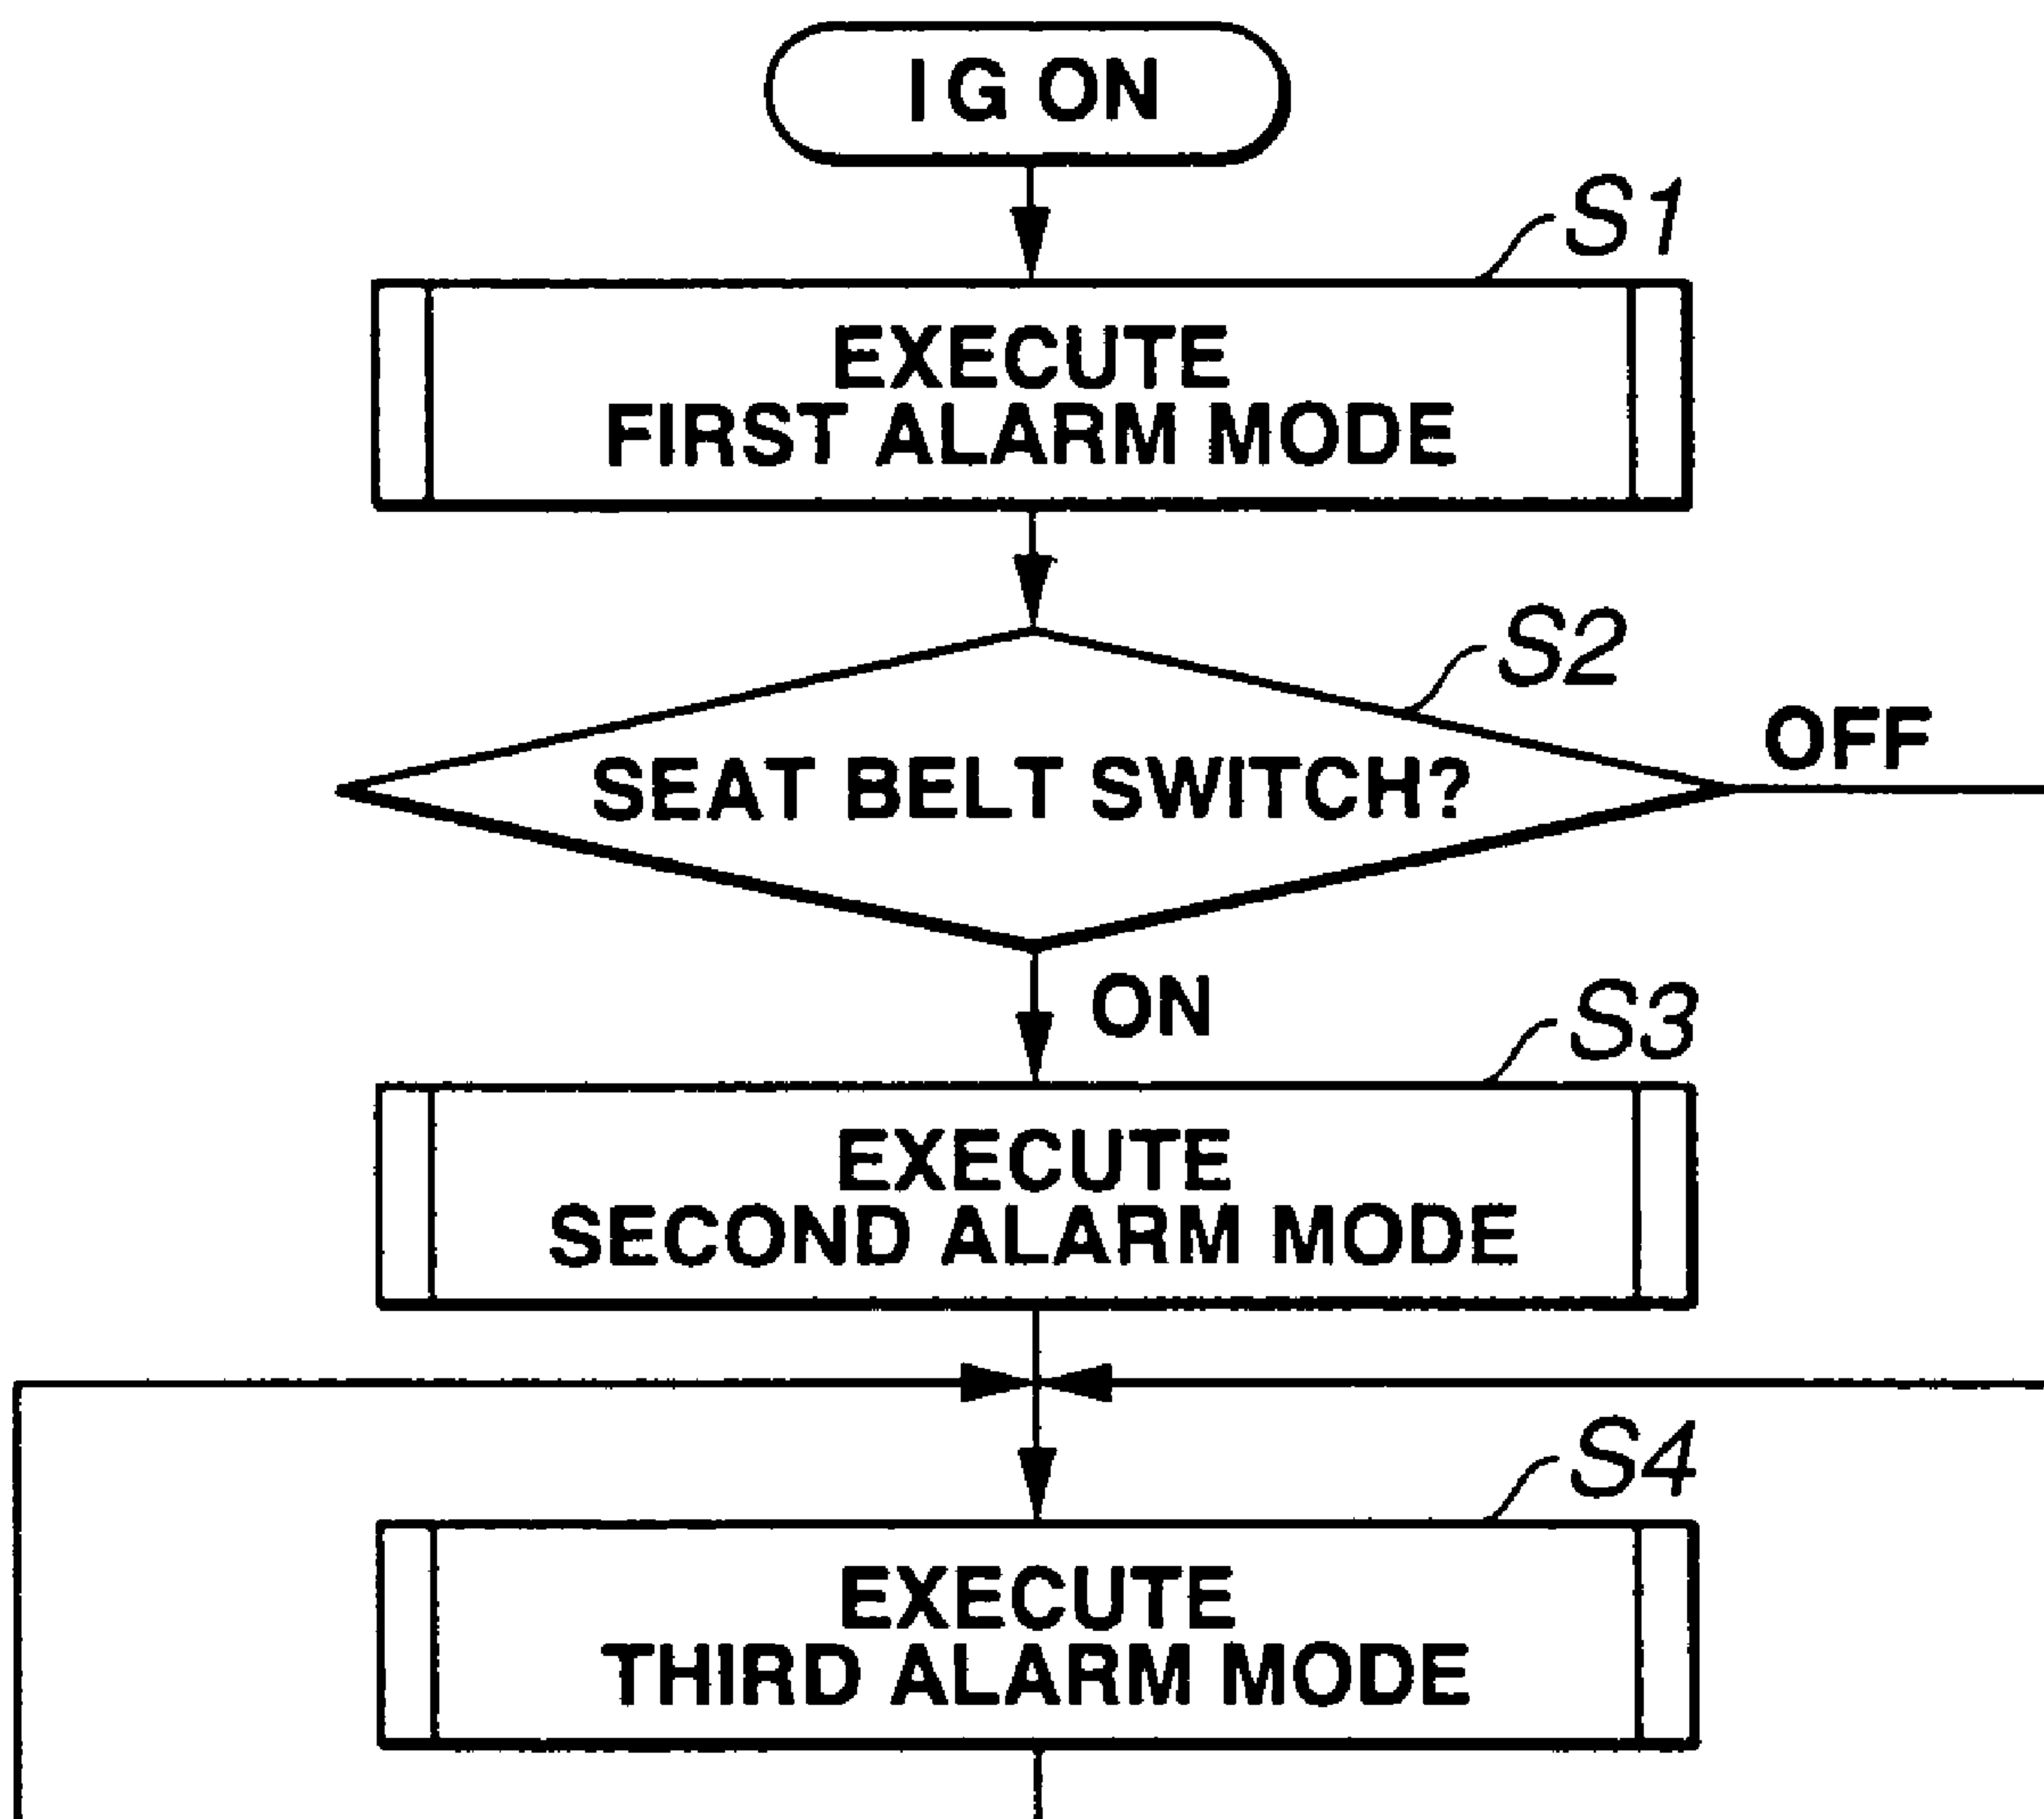 IG ON
S1
EXECUTE
FIRST ALARM MODE
S2
OFF
SEAT BELT SWITCH?
ON
S3
EXECUTE
SECOND ALARM MODE
S4
EXECUTE
THIRD ALARM MODE